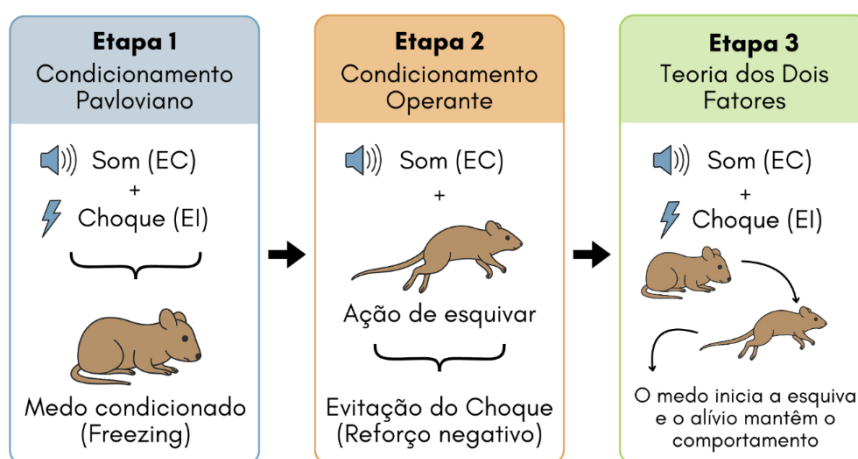 Etapa 1
Condicionamento
Pavloviano
Som (EC)
+
Choque (EI)
Medo condicionado
(Freezing)
Etapa 2
Condicionamento
Operante
Som (EC)
+
Ação de esquivar
Evitação do Choque
(Reforço negativo)
Etapa 3
Teoria dos Dois
Fatores
Som (EC)
+
Choque (EI)
O medo inicia a esquiva
e o alívio mantêm o
comportamento